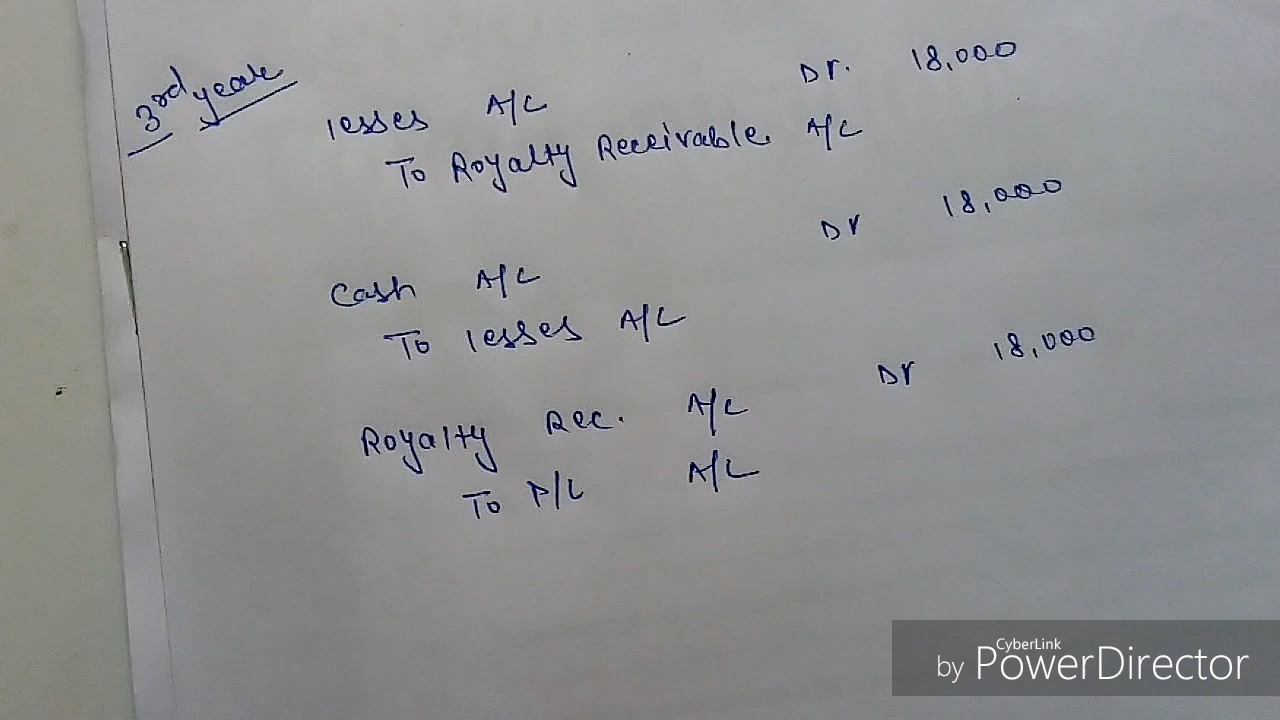 3rd year
lesses A/C Dr. 18,000
To Royalty Receivable A/C
Cash A/C Dr 18,000
To lesses A/C
Royalty Rec. A/C Dr 18,000
To P/L A/C
CyberLink
by PowerDirector